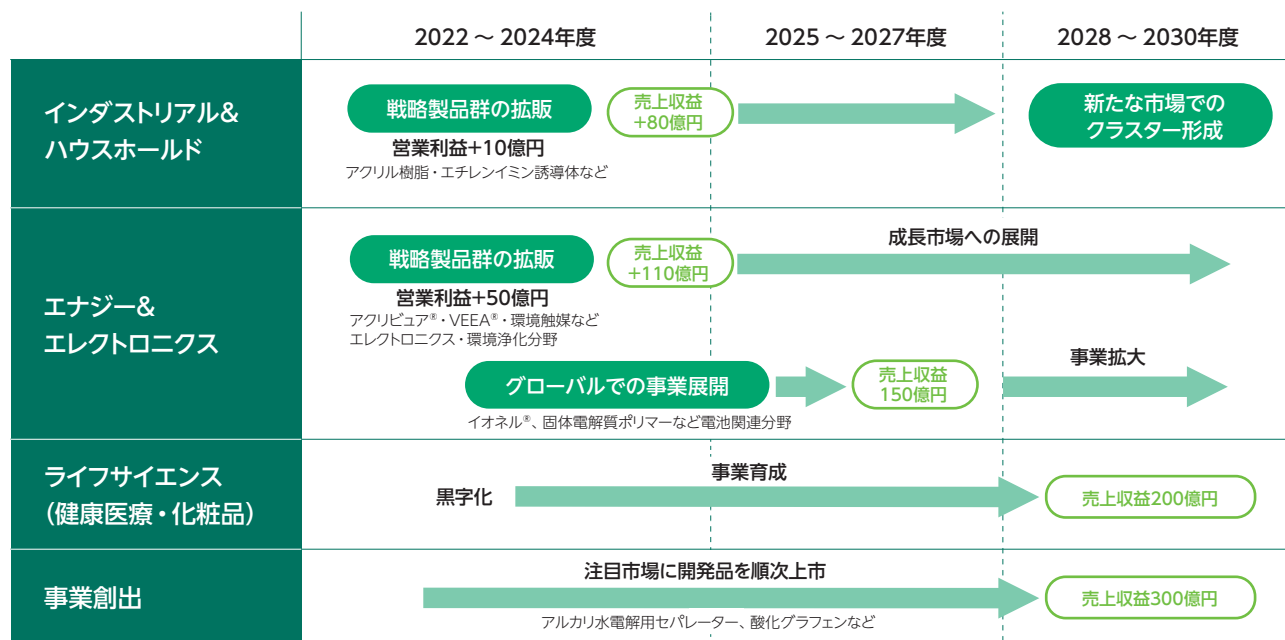 2022 ～ 2024年度
2025 ～ 2027年度
2028 ～ 2030年度
インダストリアル&
ハウスホールド
戦略製品群の拡販
営業利益+10億円
アクリル樹脂・エチレンイミン誘導体など
売上収益
+80億円
新たな市場での
クラスター形成
エナジー&
エレクトロニクス
戦略製品群の拡販
営業利益+50億円
アクリビュア®・VEEA®・環境触媒など
エレクトロニクス・環境浄化分野
売上収益
+110億円
成長市場への展開
グローバルでの事業展開
イオネル®、固体電解質ポリマーなど電池関連分野
売上収益
150億円
事業拡大
ライフサイエンス
（健康医療・化粧品）
黒字化
事業育成
売上収益200億円
事業創出
注目市場に開発品を順次上市
アルカリ水電解用セパレーター、酸化グラフェンなど
売上収益300億円